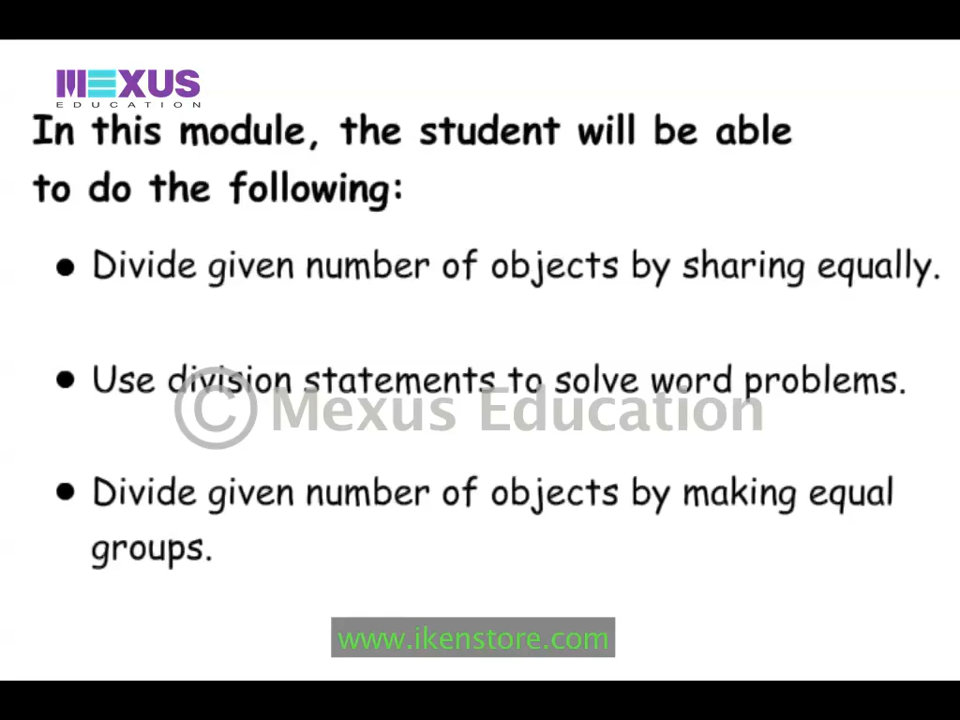 MEXUS
EDUCATION
In this module, the student will be able
to do the following:
• Divide given number of objects by sharing equally.
• Use division statements to solve word problems.
© Mexus Education
• Divide given number of objects by making equal
groups.
www.ikenstore.com